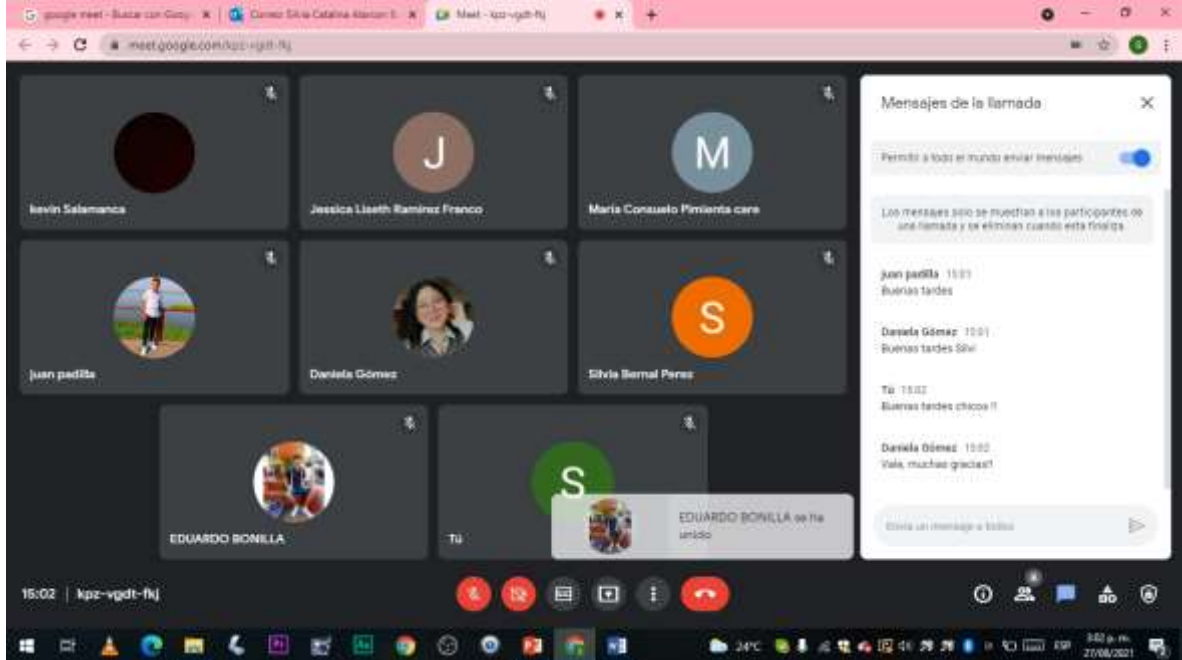 google meet - Buscar con Goog
Correo Silvia Catalina Alarcon
Meet - kpz-vgdt-fkj
meet.google.com/kpz-vgdt-fkj
G
kevin Salamanca
J
Jessica Liseth Ramirez Franco
M
Maria Consuelo Pimienta caro
juan padilla
Daniela Gómez
S
Silvia Bernal Perez
EDUARDO BONILLA
S
Tú
EDUARDO BONILLA se ha
unido
Mensajes de la llamada
Permitir a todo el mundo enviar mensajes
Los mensajes solo se muestran a los participantes de
una llamada y se eliminan cuando esta finaliza
juan padilla 15:01
Buenas tardes
Daniela Gómez 15:01
Buenas tardes Silvi
Tú 15:02
Buenas tardes chicos !!
Daniela Gómez 15:02
Vale, muchas gracias!!
Envía un mensaje a todos
15:02 | kpz-vgdt-fkj
8
24°C
ESP
3:02 p. m.
27/08/2021